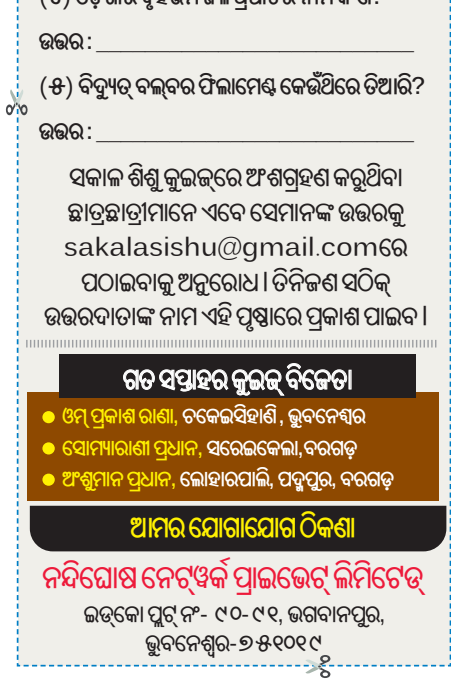 ଉତ୍ତର : ________________________
(୫) ବିଦ୍ୟୁତ୍ ବଲ୍‌ବର ଫିଲାମେଣ୍ଟ କେଉଁଥିରେ ତିଆରି?
ଉତ୍ତର : ________________________
ସକାଳ ଶିଶୁ କୁଇଜ୍‌ରେ ଅଂଶଗ୍ରହଣ କରୁଥିବା
ଛାତ୍ରଛାତ୍ରୀମାନେ ଏବେ ସେମାନଙ୍କ ଉତ୍ତରକୁ
sakalasishu@gmail.comରେ
ପଠାଇବାକୁ ଅନୁରୋଧ । ତିନିଜଣ ସଠିକ୍
ଉତ୍ତରଦାତାଙ୍କ ନାମ ଏହି ପୃଷ୍ଠାରେ ପ୍ରକାଶ ପାଇବ ।
ଗତ ସପ୍ତାହର କୁଇଜ୍ ବିଜେତା
● ଓମ୍ ପ୍ରକାଶ ରାଣା, ଚକେଇସିହାଣି, ଭୁବନେଶ୍ୱର
● ସୋମ୍ୟାରାଣୀ ପ୍ରଧାନ, ସରେଇକେଲା,ବରଗଡ଼
● ଅଂଶୁମାନ ପ୍ରଧାନ, ଲୋହାରପାଲି, ପଦ୍ମପୁର, ବରଗଡ଼
ଆମର ଯୋଗାଯୋଗ ଠିକଣା
ନନ୍ଦିଘୋଷ ନେଟ୍‌ୱର୍କ ପ୍ରାଇଭେଟ୍ ଲିମିଟେଡ୍
ଇଡ୍‌କୋ ପ୍ଲଟ୍ ନଂ- ୯୦-୯୧, ଭଗବାନପୁର,
ଭୁବନେଶ୍ୱର-୭୫୧୦୧୯